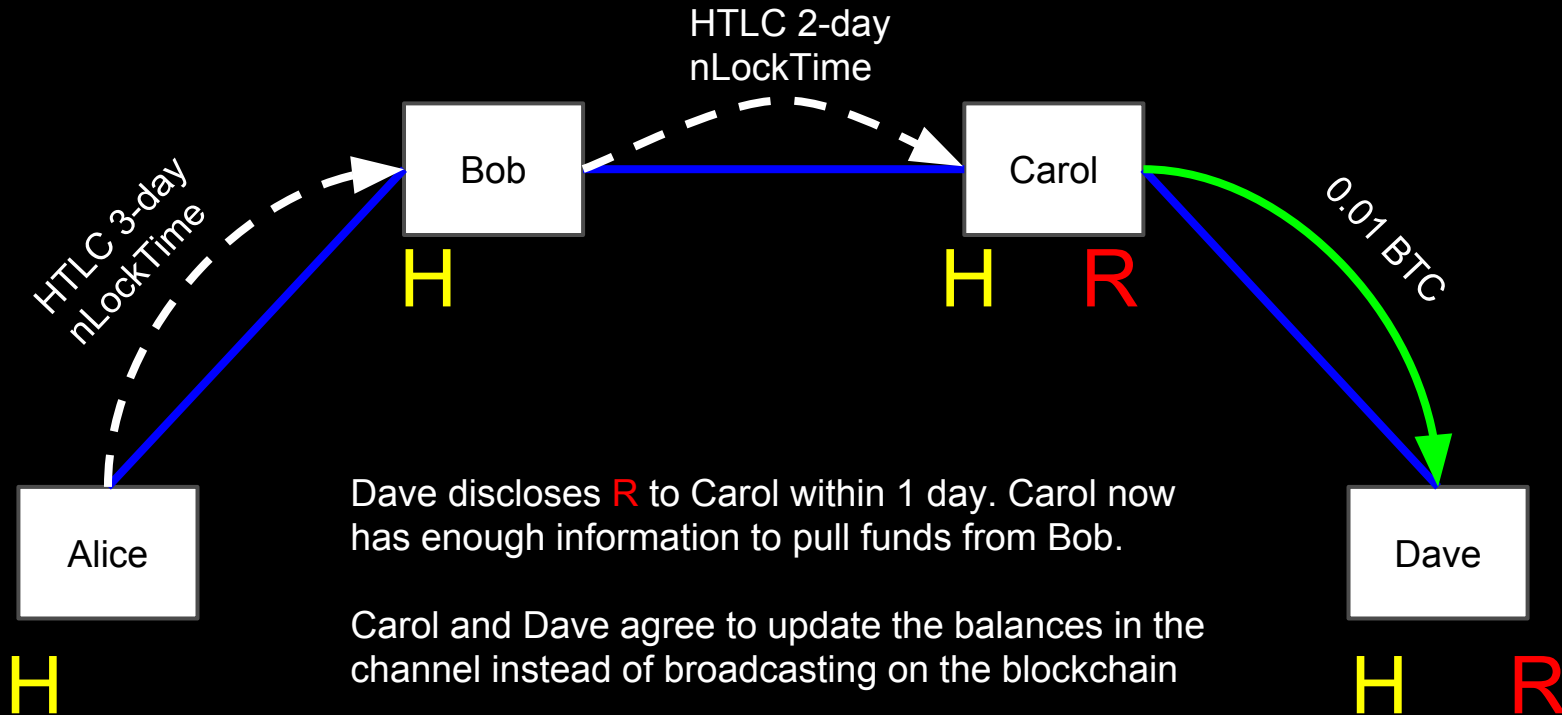 HTLC 2-day
nLockTime
HTLC 3-day
nLockTime
Bob
Carol
0.01 BTC
H
H R
Dave discloses R to Carol within 1 day. Carol now
has enough information to pull funds from Bob.
Alice
Dave
Carol and Dave agree to update the balances in the
channel instead of broadcasting on the blockchain
H
H R